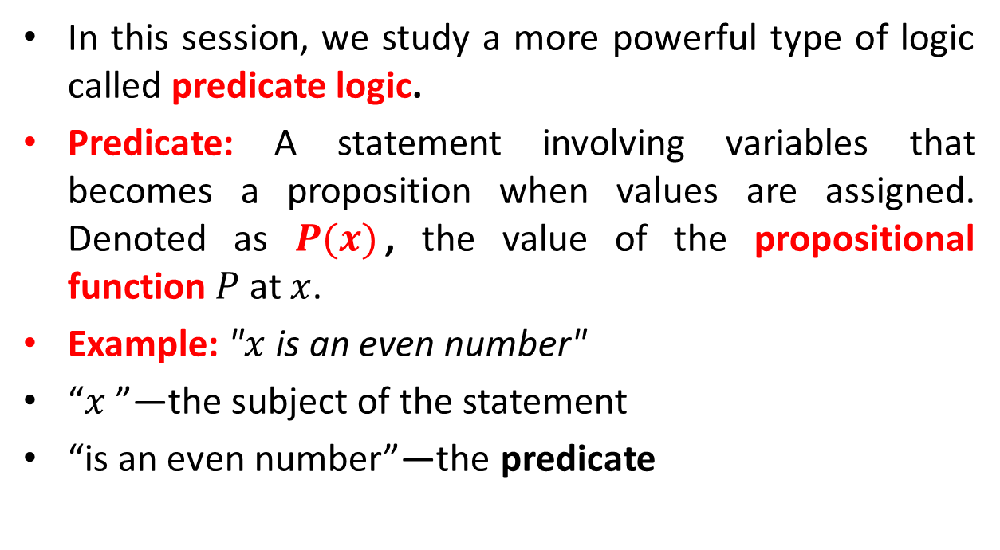 • In this session, we study a more powerful type of logic
called predicate logic.
• Predicate: A statement involving variables that
becomes a proposition when values are assigned.
Denoted as P(x) , the value of the propositional
function P at x.
• Example: "x is an even number"
• “x ”—the subject of the statement
• “is an even number”—the predicate